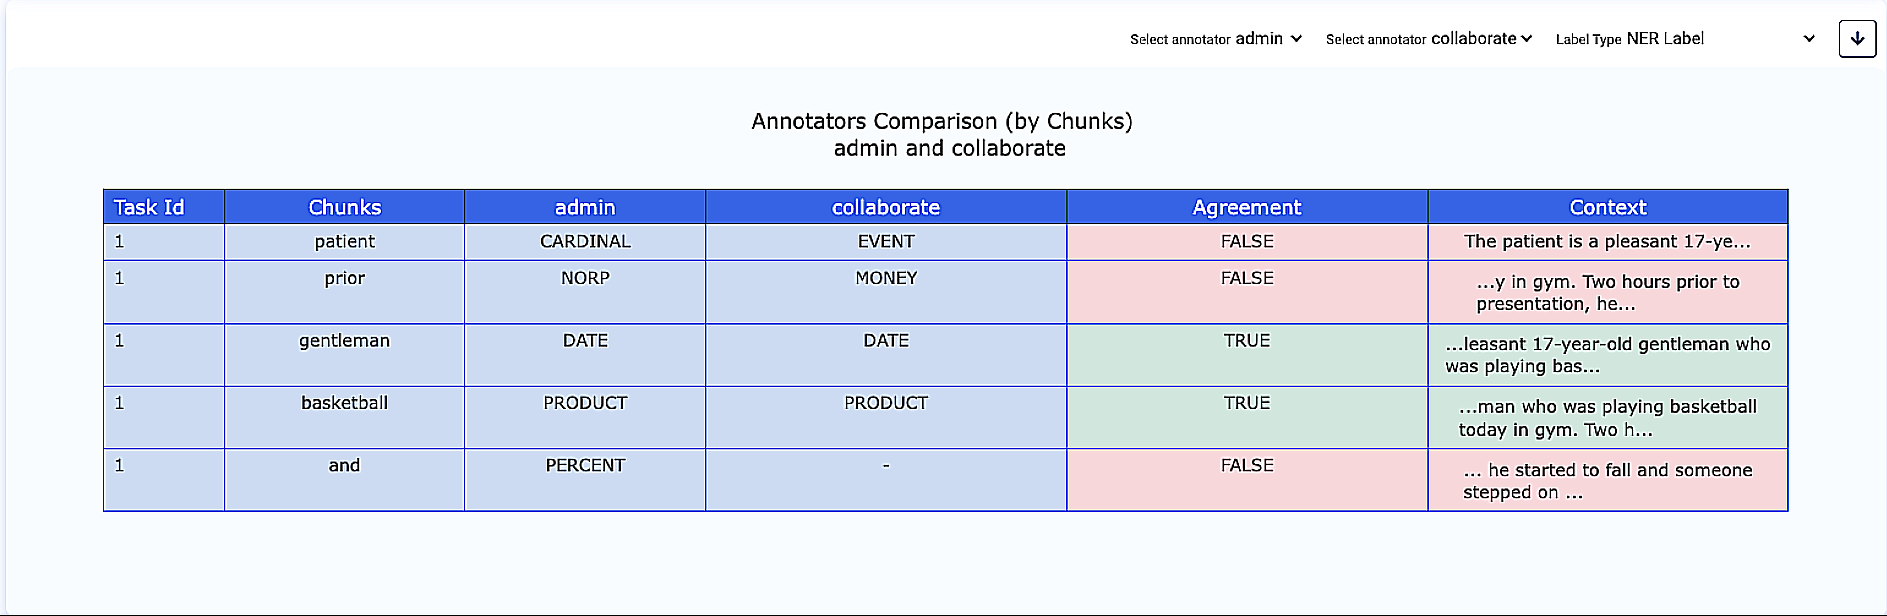 Select annotator admin Select annotator collaborate Label Type NER Label
Annotators Comparison (by Chunks)
admin and collaborate
Task Id Chunks admin collaborate Agreement Context
1 patient CARDINAL EVENT FALSE The patient is a pleasant 17-ye...
1 prior NORP MONEY FALSE ...y in gym. Two hours prior to
presentation, he...
1 gentleman DATE DATE TRUE ...leasant 17-year-old gentleman who
was playing bas...
1 basketball PRODUCT PRODUCT TRUE ...man who was playing basketball
today in gym. Two h...
1 and PERCENT - FALSE ... he started to fall and someone
stepped on ...